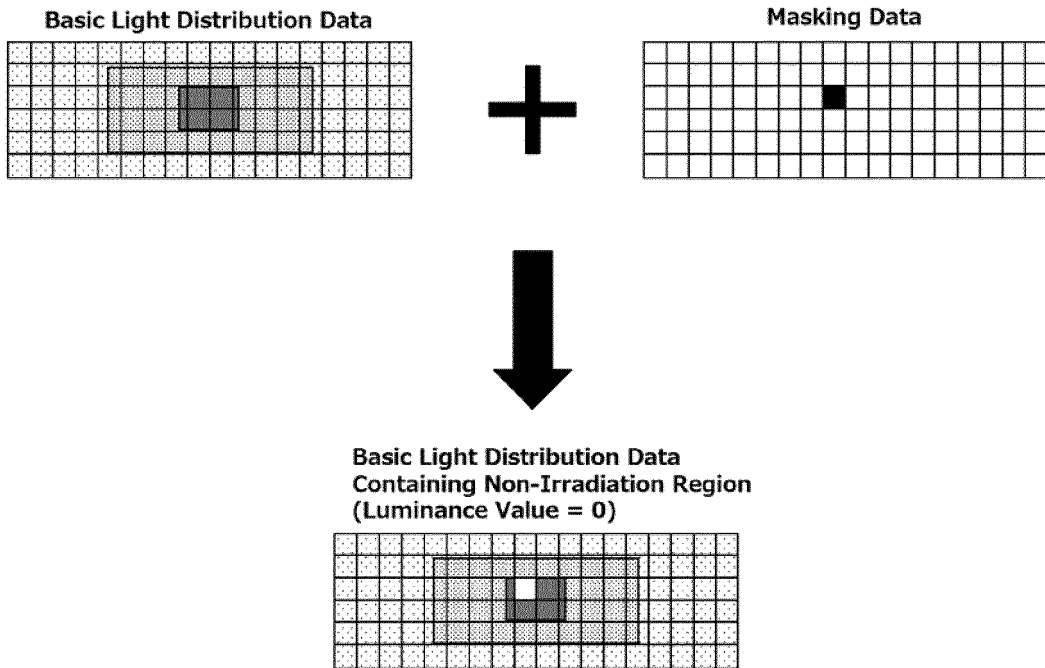 Basic Light Distribution Data
Masking Data
Basic Light Distribution Data
Containing Non-Irradiation Region
(Luminance Value = 0)